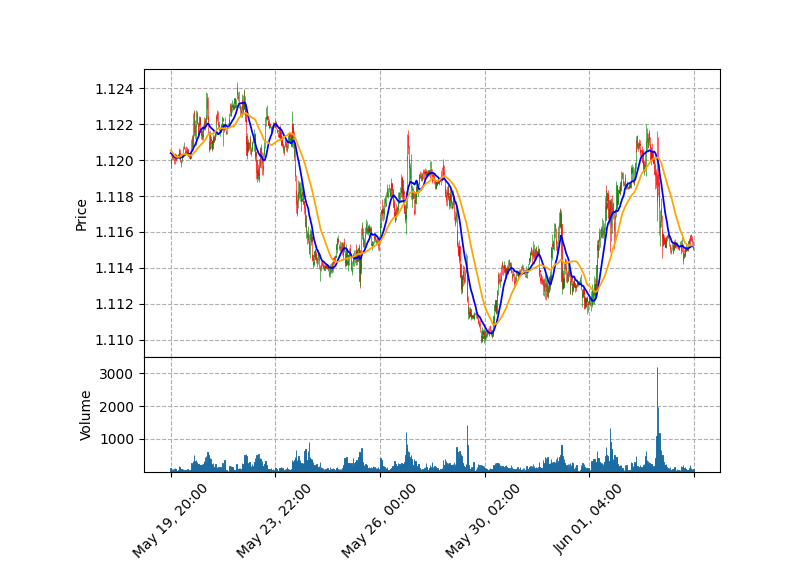 1.124
1.122
1.120
1.118
1.116
1.114
1.112
1.110
Price
3000
2000
1000
Volume
May 19, 20:00
May 23, 22:00
May 26, 00:00
May 30, 02:00
Jun 01, 04:00